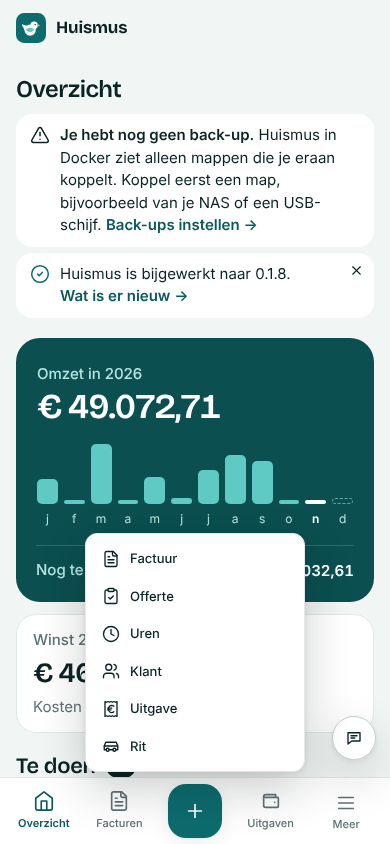 Huismus
Overzicht
Je hebt nog geen back-up. Huismus in
Docker ziet alleen mappen die je eraan
koppelt. Koppel eerst een map,
bijvoorbeeld van je NAS of een USB-
schijf. Back-ups instellen →
Huismus is bijgewerkt naar 0.1.8.
Wat is er nieuw →
Omzet in 2026
€ 49.072,71
j f m a m j j a s o n d
Nog te
032,61
Factuur
Offerte
Uren
Klant
Uitgave
Rit
Winst 2
€ 46
Kosten
Te doen
Overzicht
Facturen
Uitgaven
Meer